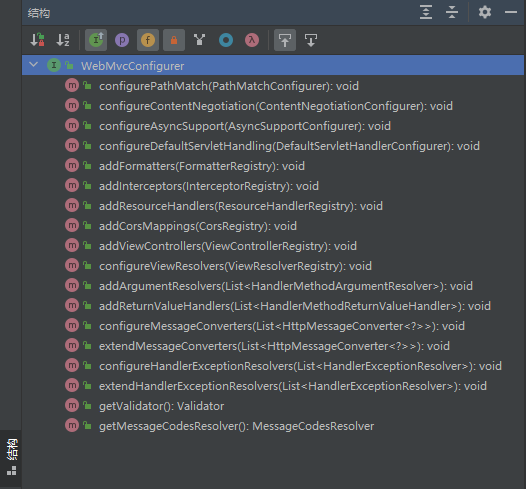 结构
WebMvcConfigurer
configurePathMatch(PathMatchConfigurer): void
configureContentNegotiation(ContentNegotiationConfigurer): void
configureAsyncSupport(AsyncSupportConfigurer): void
configureDefaultServletHandling(DefaultServletHandlerConfigurer): void
addFormatters(FormatterRegistry): void
addInterceptors(InterceptorRegistry): void
addResourceHandlers(ResourceHandlerRegistry): void
addCorsMappings(CorsRegistry): void
addViewControllers(ViewControllerRegistry): void
configureViewResolvers(ViewResolverRegistry): void
addArgumentResolvers(List<HandlerMethodArgumentResolver>): void
addReturnValueHandlers(List<HandlerMethodReturnValueHandler>): void
configureMessageConverters(List<HttpMessageConverter<?>>): void
extendMessageConverters(List<HttpMessageConverter<?>>): void
configureHandlerExceptionResolvers(List<HandlerExceptionResolver>): void
extendHandlerExceptionResolvers(List<HandlerExceptionResolver>): void
getValidator(): Validator
getMessageCodesResolver(): MessageCodesResolver
结构